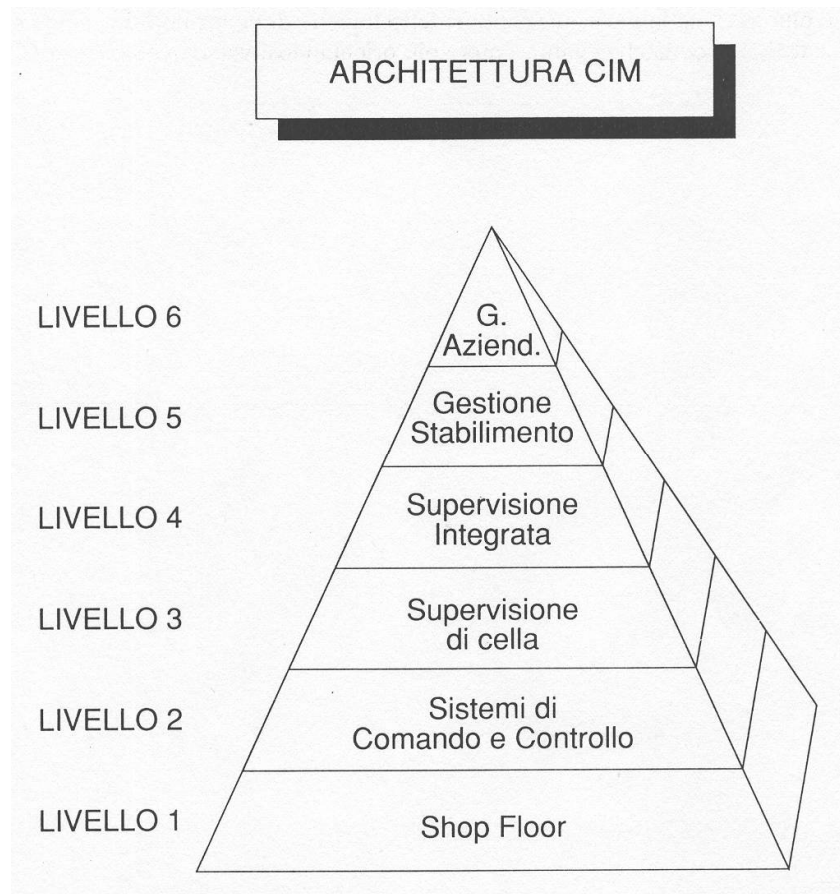 ARCHITETTURA CIM
LIVELLO 6
G.
Aziend.
LIVELLO 5
Gestione
Stabilimento
LIVELLO 4
Supervisione
Integrata
LIVELLO 3
Supervisione
di cella
LIVELLO 2
Sistemi di
Comando e Controllo
LIVELLO 1
Shop Floor